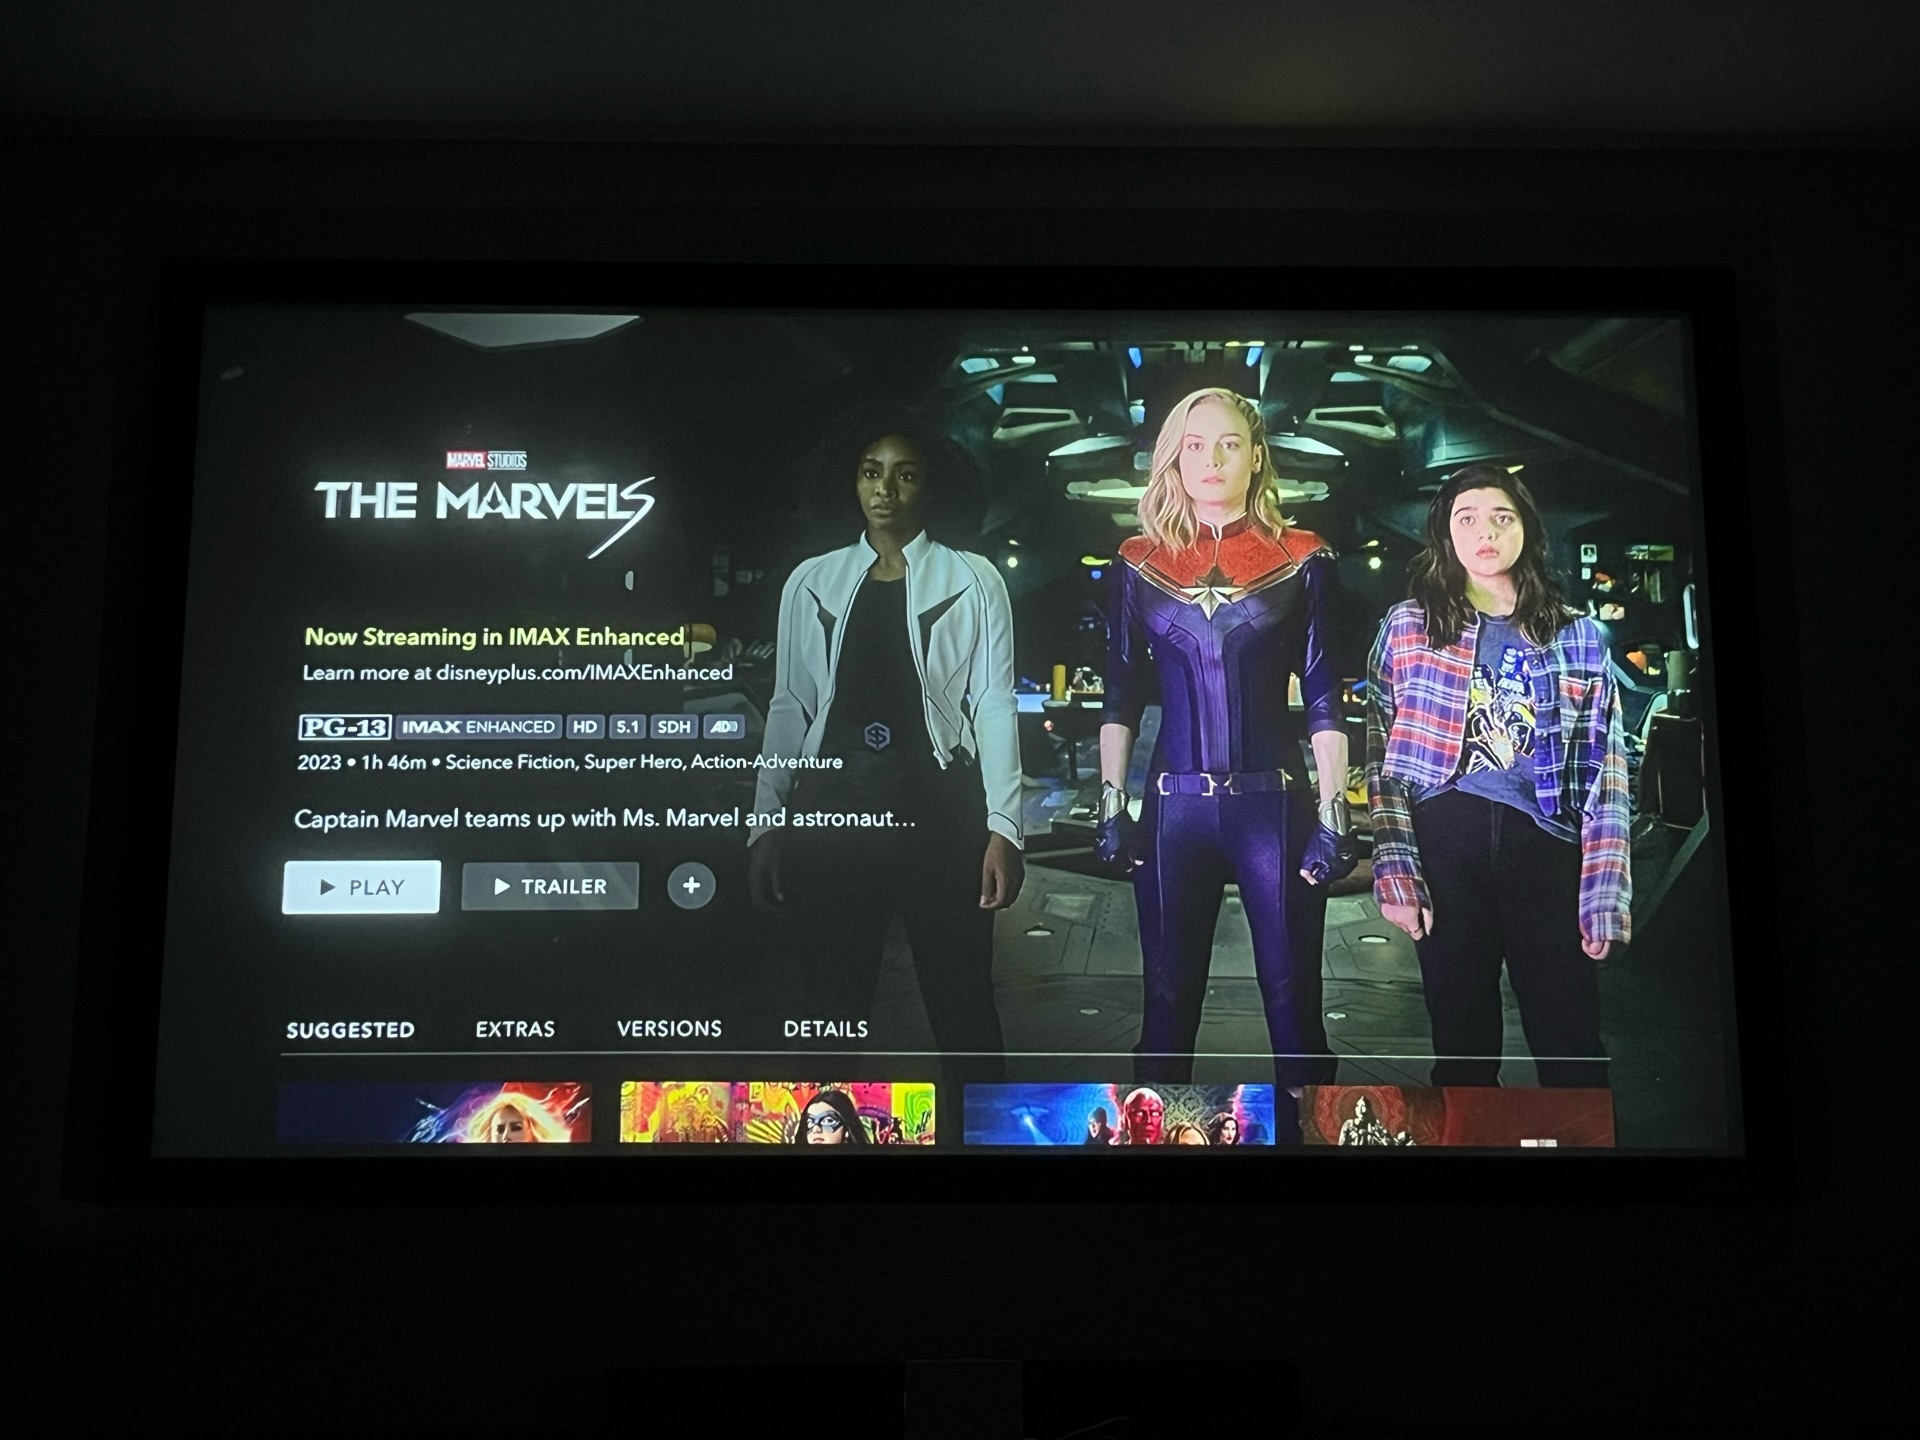 MARVEL STUDIOS
THE MARVELS
Now Streaming in IMAX Enhanced
Learn more at disneyplus.com/IMAXEnhanced
PG-13 IMAX ENHANCED HD 5.1 SDH AD
2023 • 1h 46m • Science Fiction, Super Hero, Action-Adventure
Captain Marvel teams up with Ms. Marvel and astronaut...
PLAY TRAILER +
SUGGESTED EXTRAS VERSIONS DETAILS